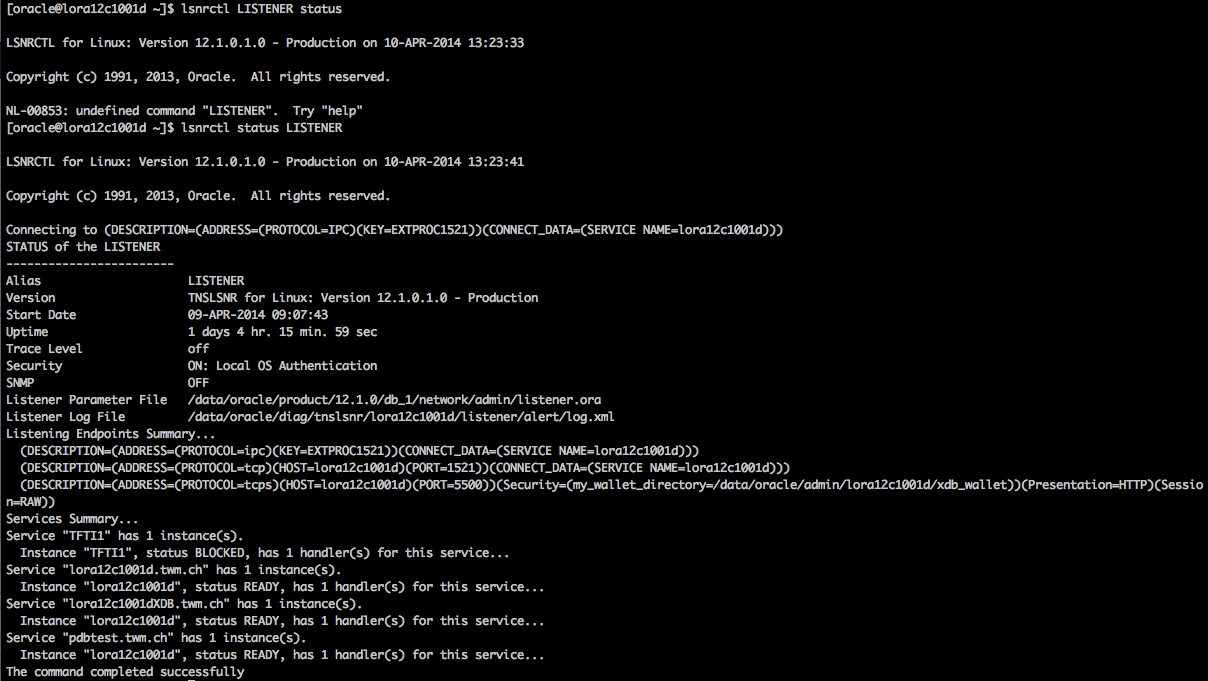 [oracle@lora12c1001d ~]$ lsnrctl LISTENER status
LSNRCTL for Linux: Version 12.1.0.1.0 - Production on 10-APR-2014 13:23:33
Copyright (c) 1991, 2013, Oracle.  All rights reserved.
NL-00853: undefined command "LISTENER".  Try "help"
[oracle@lora12c1001d ~]$ lsnrctl status LISTENER
LSNRCTL for Linux: Version 12.1.0.1.0 - Production on 10-APR-2014 13:23:41
Copyright (c) 1991, 2013, Oracle.  All rights reserved.
Connecting to (DESCRIPTION=(ADDRESS=(PROTOCOL=IPC)(KEY=EXTPROC1521))(CONNECT_DATA=(SERVICE NAME=lora12c1001d)))
STATUS of the LISTENER
------------------------
Alias                     LISTENER
Version                   TNSLSNR for Linux: Version 12.1.0.1.0 - Production
Start Date                09-APR-2014 09:07:43
Uptime                    1 days 4 hr. 15 min. 59 sec
Trace Level               off
Security                  ON: Local OS Authentication
SNMP                      OFF
Listener Parameter File   /data/oracle/product/12.1.0/db_1/network/admin/listener.ora
Listener Log File         /data/oracle/diag/tnslsnr/lora12c1001d/listener/alert/log.xml
Listening Endpoints Summary...
  (DESCRIPTION=(ADDRESS=(PROTOCOL=ipc)(KEY=EXTPROC1521))(CONNECT_DATA=(SERVICE NAME=lora12c1001d)))
  (DESCRIPTION=(ADDRESS=(PROTOCOL=tcp)(HOST=lora12c1001d)(PORT=1521))(CONNECT_DATA=(SERVICE NAME=lora12c1001d)))
  (DESCRIPTION=(ADDRESS=(PROTOCOL=tcps)(HOST=lora12c1001d)(PORT=5500))(Security=(my_wallet_directory=/data/oracle/admin/lora12c1001d/xdb_wallet))(Presentation=HTTP)(Sessio
n=RAW))
Services Summary...
Service "TFTI1" has 1 instance(s).
  Instance "TFTI1", status BLOCKED, has 1 handler(s) for this service...
Service "lora12c1001d.twm.ch" has 1 instance(s).
  Instance "lora12c1001d", status READY, has 1 handler(s) for this service...
Service "lora12c1001dXDB.twm.ch" has 1 instance(s).
  Instance "lora12c1001d", status READY, has 1 handler(s) for this service...
Service "pdbtest.twm.ch" has 1 instance(s).
  Instance "lora12c1001d", status READY, has 1 handler(s) for this service...
The command completed successfully